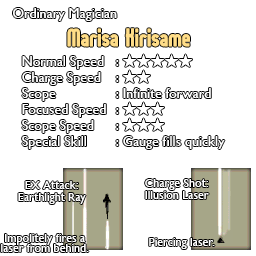 Ordinary Magician
Marisa Kirisame
Normal Speed : ☆☆☆☆☆
Charge Speed : ☆☆
Scope : Infinite forward
Focused Speed : ☆☆☆
Scope Speed : ☆☆☆
Special Skill : Gauge fills quickly
EX Attack:
Earthlight Ray
Impolitely fires a
laser from behind.
Charge Shot:
Illusion Laser
Piercing laser.